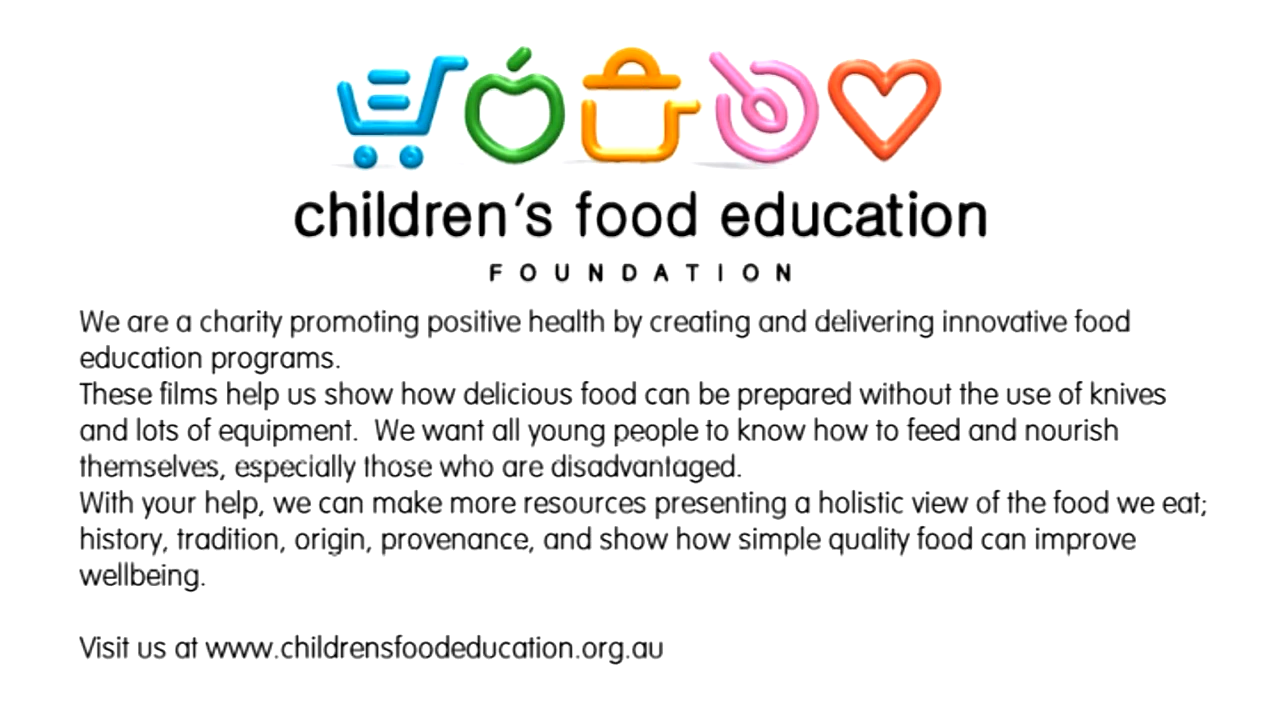 children's food education
FOUNDATION
We are a charity promoting positive health by creating and delivering innovative food
education programs.
These films help us show how delicious food can be prepared without the use of knives
and lots of equipment.  We want all young people to know how to feed and nourish
themselves, especially those who are disadvantaged.
With your help, we can make more resources presenting a holistic view of the food we eat;
history, tradition, origin, provenance, and show how simple quality food can improve
wellbeing.
Visit us at www.childrensfoodeducation.org.au